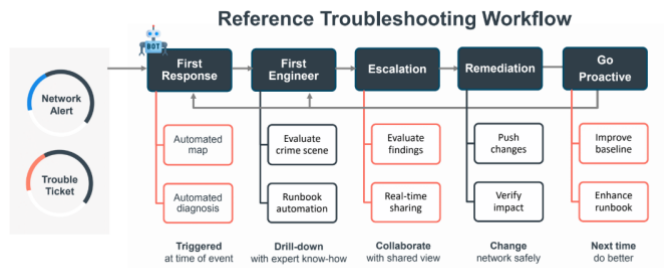 Reference Troubleshooting Workflow
BOT
Network
Alert
Trouble
Ticket
First
Response
First
Engineer
Escalation
Remediation
Go
Proactive
Automated
map
Evaluate
crime scene
Evaluate
findings
Push
changes
Improve
baseline
Automated
diagnosis
Runbook
automation
Real-time
sharing
Verify
impact
Enhance
runbook
Triggered
at time of event
Drill-down
with expert know-how
Collaborate
with shared view
Change
network safely
Next time
do better